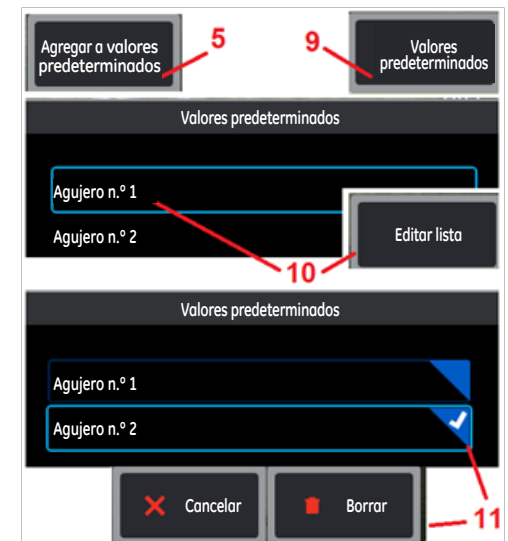 Agregar a valores
predeterminados
5
9
Valores
predeterminados
Valores predeterminados
Agujero n.º 1
Agujero n.º 2
Editar lista
10
Valores predeterminados
Agujero n.º 1
Agujero n.º 2
Cancelar
Borrar
11